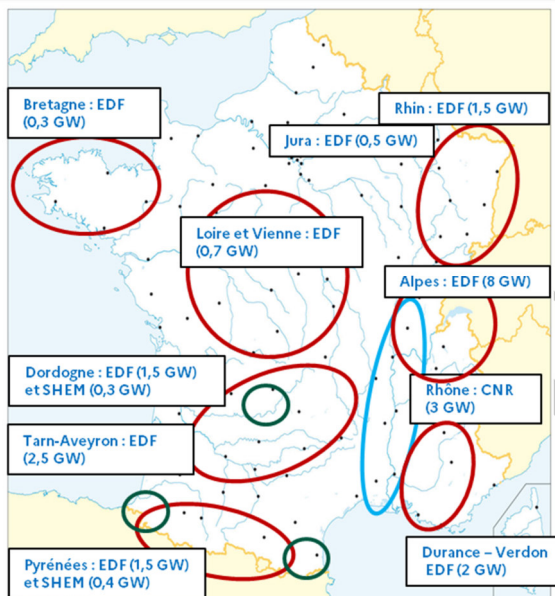 Bretagne : EDF
(0,3 GW)
Rhin : EDF (1,5 GW)
Jura : EDF (0,5 GW)
Loire et Vienne : EDF
(0,7 GW)
Alpes : EDF (8 GW)
Dordogne : EDF (1,5 GW)
et SHEM (0,3 GW)
Rhône : CNR
(3 GW)
Tarn-Aveyron : EDF
(2,5 GW)
Durance – Verdon
EDF (2 GW)
Pyrénées : EDF (1,5 GW)
et SHEM (0,4 GW)